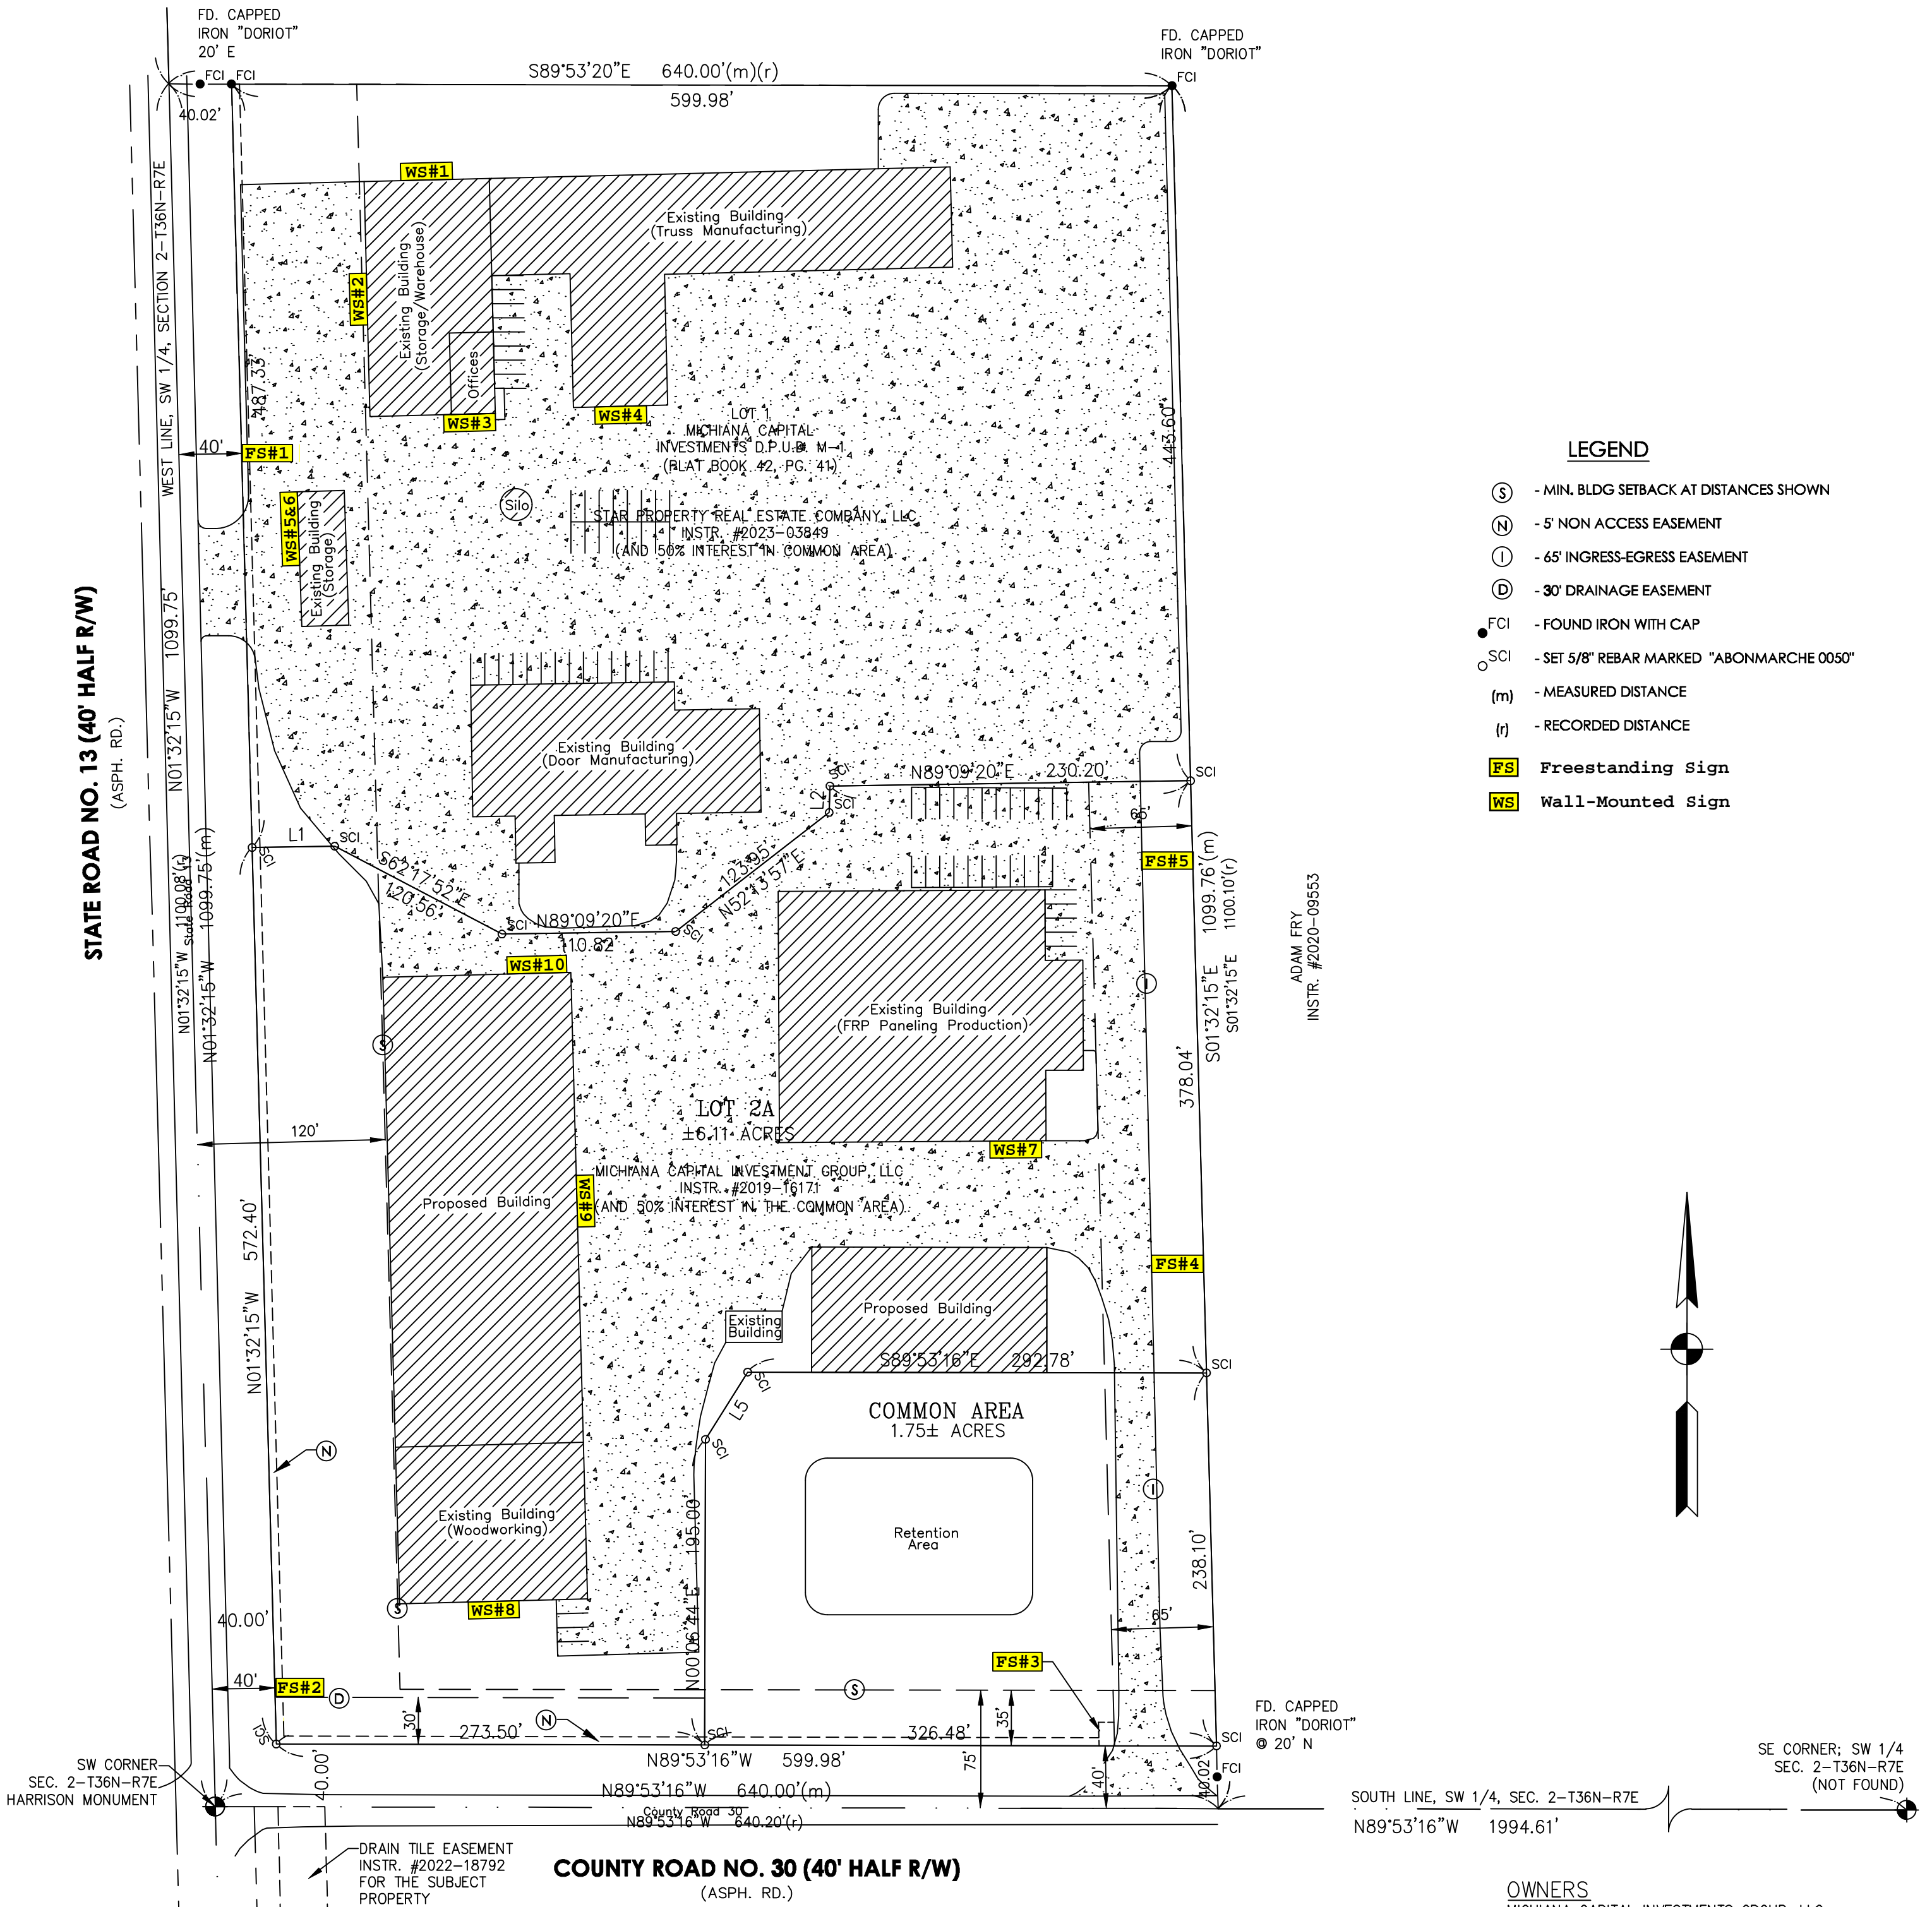 FD. CAPPED
IRON "DORIOT"
20' E
FD. CAPPED
IRON "DORIOT"
FCI
FCI
FCI
S89°53'20"E 640.00'(m)(r)
599.98'
40.02'
WEST LINE, SW 1/4, SECTION 2-T36N-R7E
WS#1
Existing Building
(Truss Manufacturing)
Existing Building
(Storage/Warehouse)
WS#2
Offices
487.33'
WS#3
WS#4
40'
FS#1
LOT 1
MICHIANA CAPITAL
INVESTMENTS D.P.U.D. M-1
(PLAT BOOK 42, PG. 41)
443.60'
WS#5&6
Existing Building
(Storage)
Silo
STAR PROPERTY REAL ESTATE COMPANY, LLC
INSTR. #2023-03849
(AND 50% INTEREST IN COMMON AREA)
STATE ROAD NO. 13 (40' HALF R/W)
(ASPH. RD.)
N01°32'15"W 1099.75'
N01°32'15"W 1100.08'(r)
State Road 13
N01°32'15"W 1099.75'(m)
Existing Building
(Door Manufacturing)
SCI
N89°09'20"E 230.20'
SCI
L2
SCI
65'
L1
SCI
SCI
S62°17'52"E
120.56'
123.95'
N52°13'57"E
SCI
N89°09'20"E
110.82'
SCI
FS#5
S01°32'15"E 1099.76'(m)
S01°32'15"E 1100.10'(r)
ADAM FRY
INSTR. #2020-09553
WS#10
S
I
Existing Building
(FRP Paneling Production)
378.04'
LOT 2A
±6.11 ACRES
120'
WS#7
MICHIANA CAPITAL INVESTMENT GROUP, LLC
INSTR. #2019-16171
(AND 50% INTEREST IN THE COMMON AREA)
WS#9
Proposed Building
N01°32'15"W 572.40'
FS#4
Proposed Building
Existing
Building
S89°53'16"E 292.78'
SCI
SCI
L5
SCI
COMMON AREA
1.75± ACRES
N
I
Existing Building
(Woodworking)
N00°06'44"E 195.00'
Retention
Area
238.10'
S
WS#8
40.00'
65'
FS#3
40'
FS#2
D
S
30'
35'
N
273.50'
SCI
SCI
326.48'
75'
SCI
FD. CAPPED
IRON "DORIOT"
@ 20' N
N89°53'16"W 599.98'
40.00'
40'
40.02'
FCI
SW CORNER
SEC. 2-T36N-R7E
HARRISON MONUMENT
N89°53'16"W 640.00'(m)
County Road 30
N89°53'16"W 640.20'(r)
SE CORNER; SW 1/4
SEC. 2-T36N-R7E
(NOT FOUND)
SOUTH LINE, SW 1/4, SEC. 2-T36N-R7E
N89°53'16"W 1994.61'
DRAIN TILE EASEMENT
INSTR. #2022-18792
FOR THE SUBJECT
PROPERTY
COUNTY ROAD NO. 30 (40' HALF R/W)
(ASPH. RD.)
LEGEND
S - MIN. BLDG SETBACK AT DISTANCES SHOWN
N - 5' NON ACCESS EASEMENT
I - 65' INGRESS-EGRESS EASEMENT
D - 30' DRAINAGE EASEMENT
FCI - FOUND IRON WITH CAP
SCI - SET 5/8" REBAR MARKED "ABONMARCHE 0050"
(m) - MEASURED DISTANCE
(r) - RECORDED DISTANCE
FS Freestanding Sign
WS Wall-Mounted Sign
OWNERS